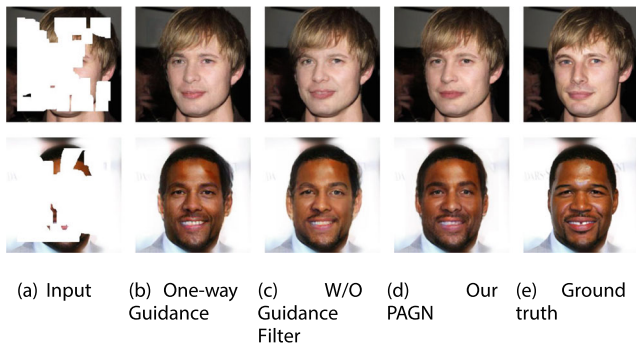 (a) Input
(b) One-way
Guidance
(c) W/O
Guidance
Filter
(d) Our
PAGN
(e) Ground
truth